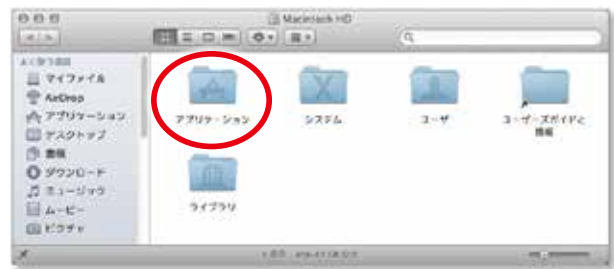 Macintosh HD
よく使う項目
マイファイル
AirDrop
アプリケーション
デスクトップ
書類
ダウンロード
ミュージック
ムービー
ピクチャ
アプリケーション
システム
ユーザ
ユーザーズガイドと
情報
ライブラリ